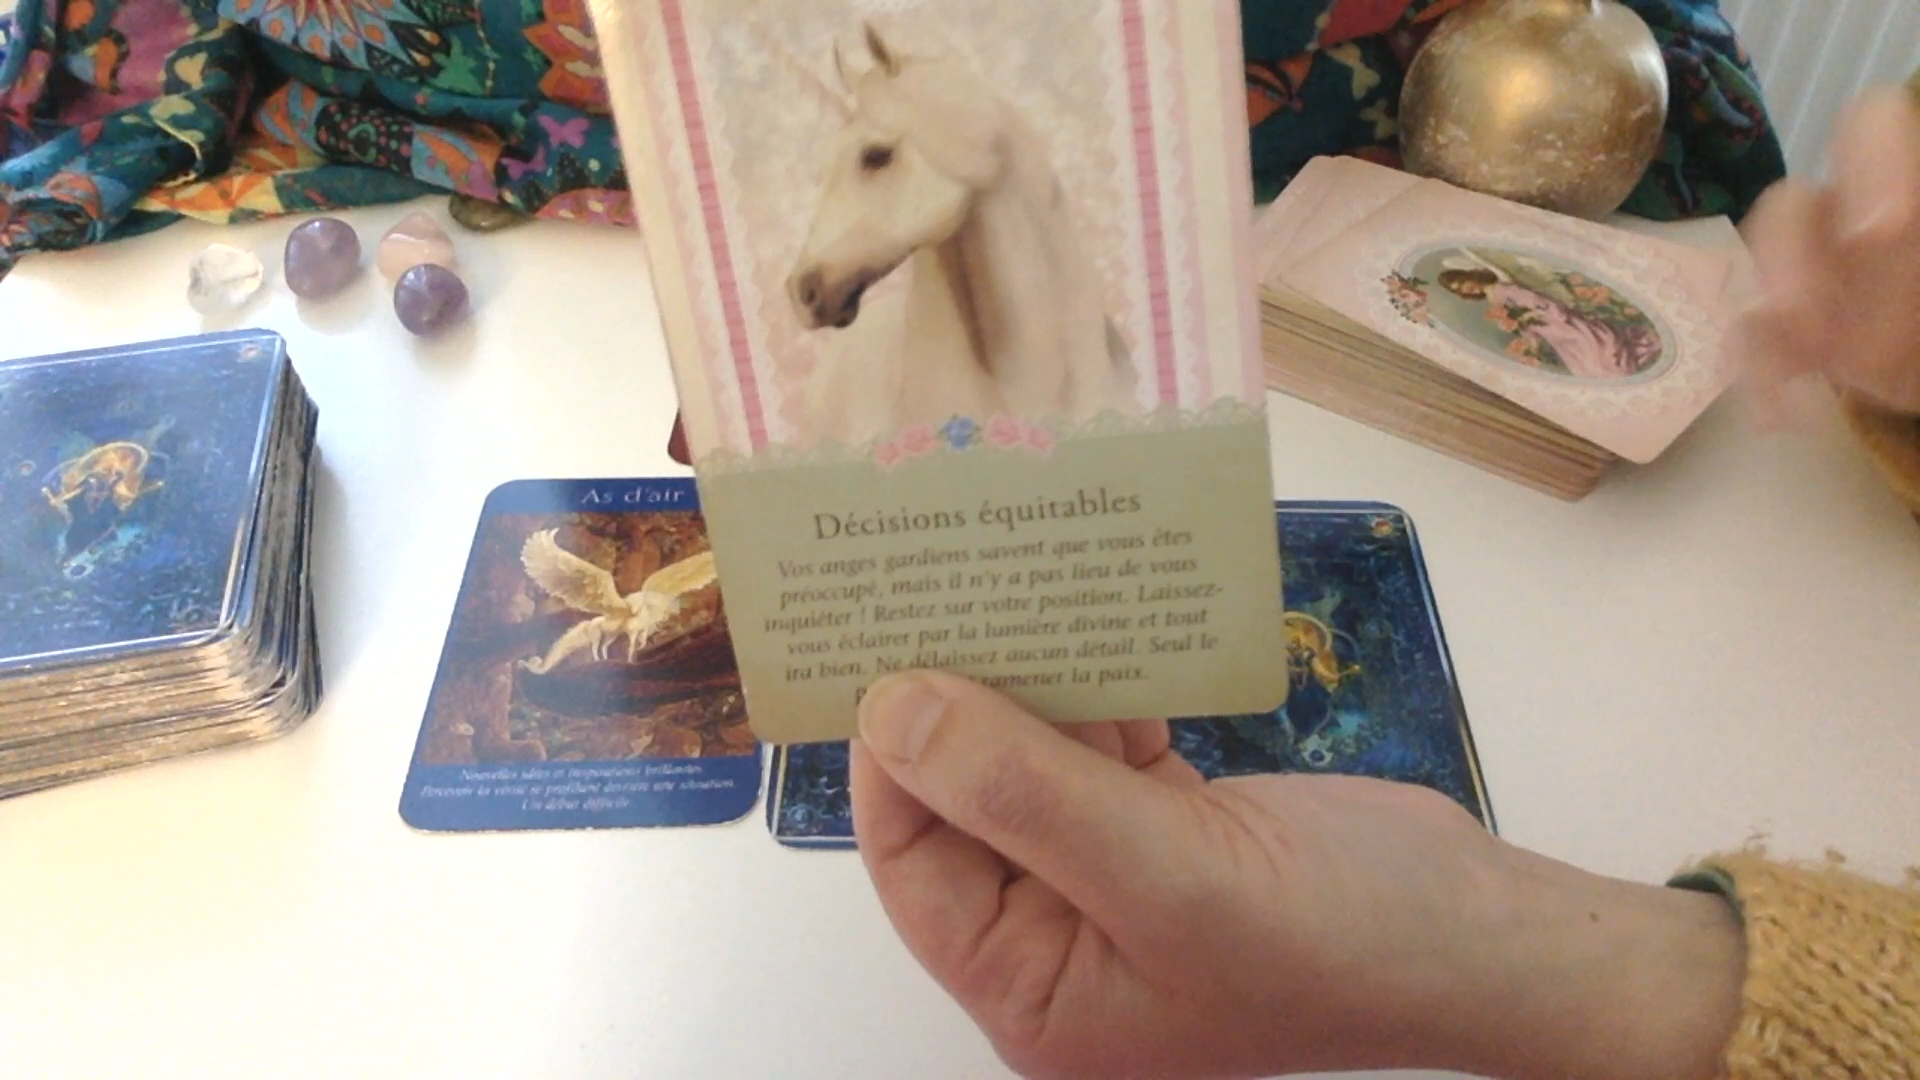 Décisions équitables
Vos anges gardiens savent que vous êtes
préoccupé, mais il n'y a pas lieu de vous
inquiéter ! Restez sur votre position. Laissez-
vous éclairer par la lumière divine et tout
ira bien. Ne délaissez aucun détail. Seul le
ramener la paix.
As d'air
Nouvelles idées et inspirations brillantes.
Percevoir la vérité se profilant derrière une situation.
Un début difficile